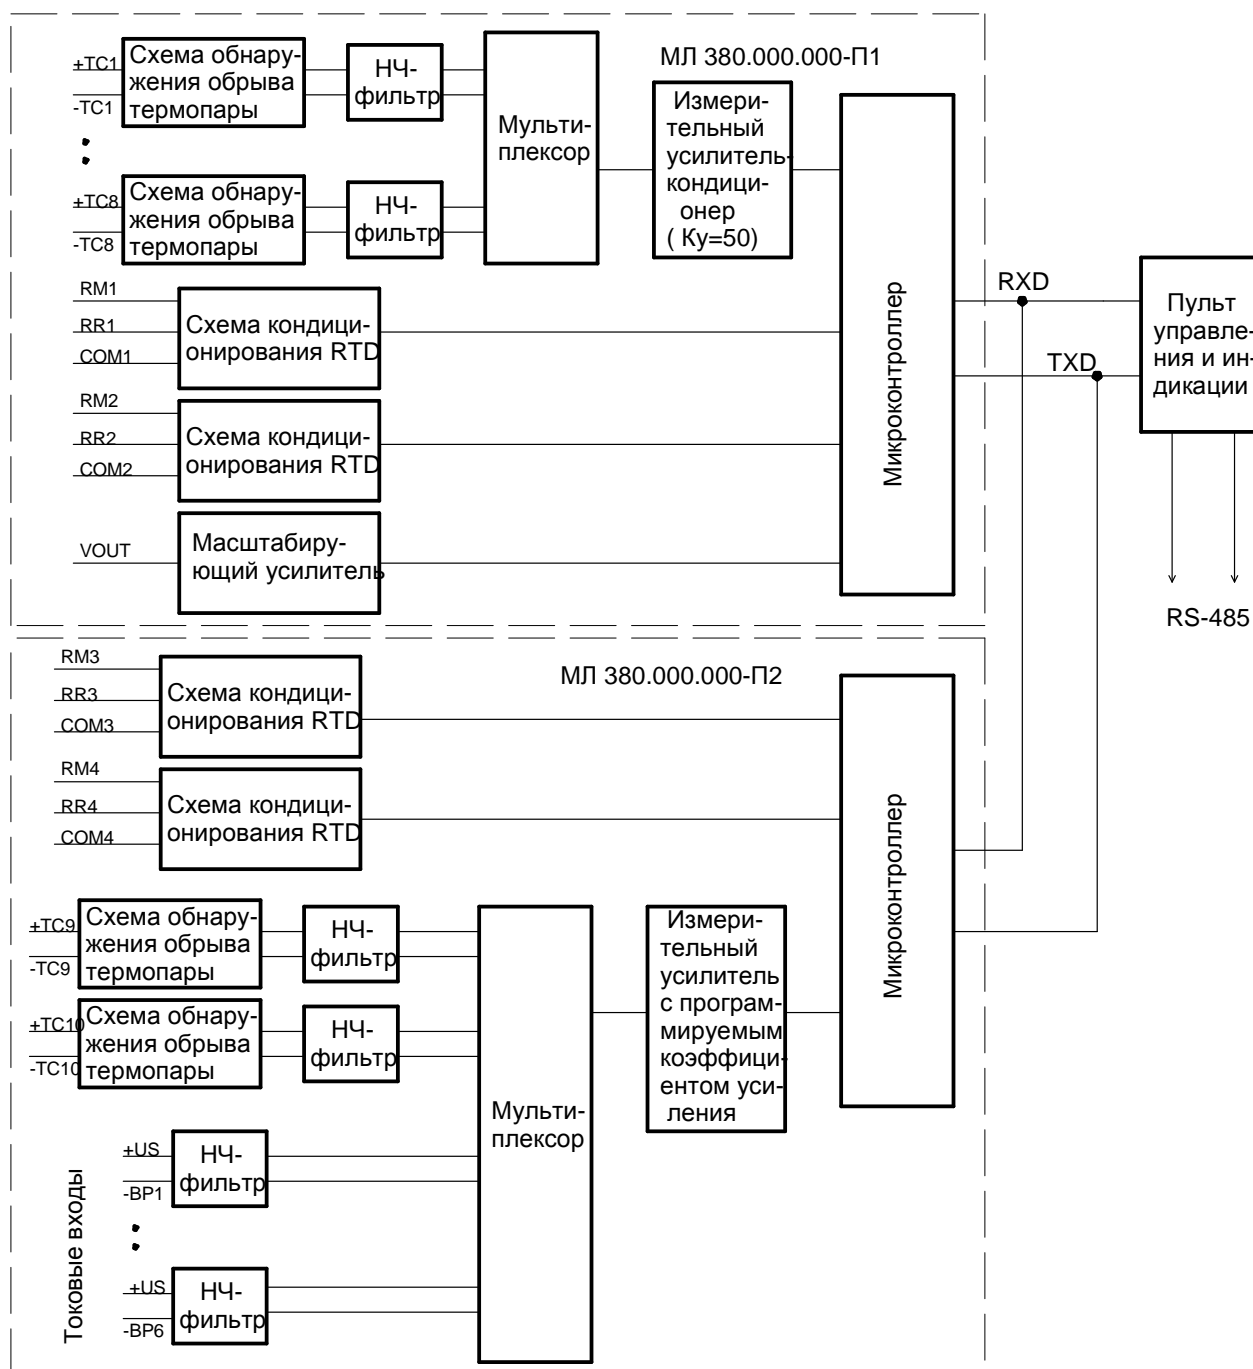 МЛ 380.000.000-П1
+TC1
-TC1
Схема обнару-
жения обрыва
термопары
НЧ-
фильтр
+TC8
-TC8
Схема обнару-
жения обрыва
термопары
НЧ-
фильтр
Мульти-
плексор
Измери-
тельный
усилитель-
кондици-
онер
( Ку=50)
RM1
RR1
COM1
Схема кондици-
онирования RTD
RM2
RR2
COM2
Схема кондици-
онирования RTD
VOUT
Масштабиру-
ющий усилитель
Микроконтроллер
RXD
TXD
Пульт
управле-
ния и ин-
дикации
RS-485
МЛ 380.000.000-П2
RM3
RR3
COM3
Схема кондици-
онирования RTD
RM4
RR4
COM4
Схема кондици-
онирования RTD
+TC9
-TC9
Схема обнару-
жения обрыва
термопары
НЧ-
фильтр
+TC10
-TC10
Схема обнару-
жения обрыва
термопары
НЧ-
фильтр
Токовые входы
+US
-BP1
НЧ-
фильтр
+US
-BP6
НЧ-
фильтр
Мульти-
плексор
Измери-
тельный
усилитель
с програм-
мируемым
коэффици-
ентом уси-
ления
Микроконтроллер